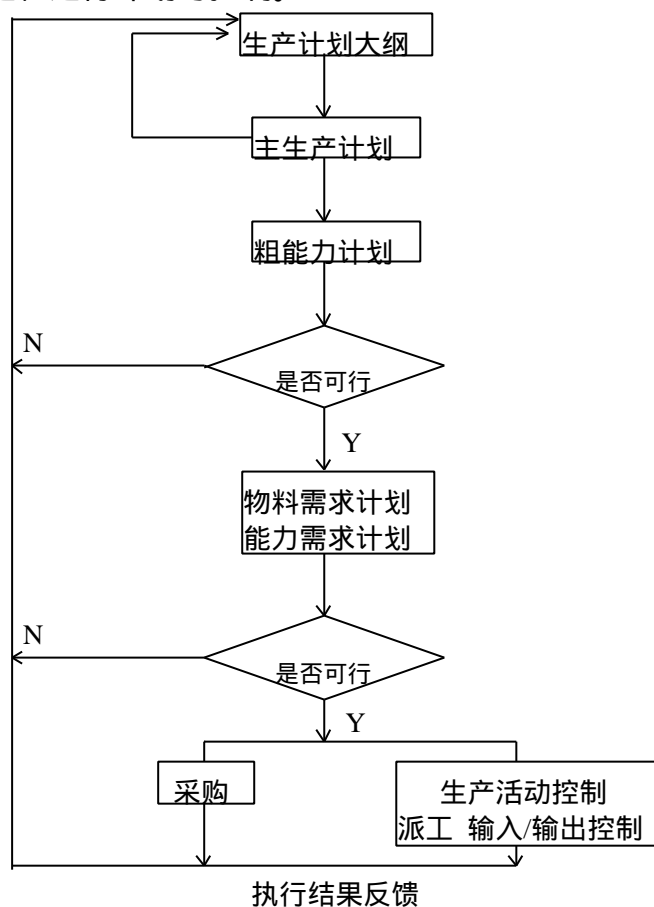 生产计划大纲
主生产计划
粗能力计划
N
是否可行
Y
物料需求计划
能力需求计划
N
是否可行
Y
采购
生产活动控制
派工 输入/输出控制
执行结果反馈